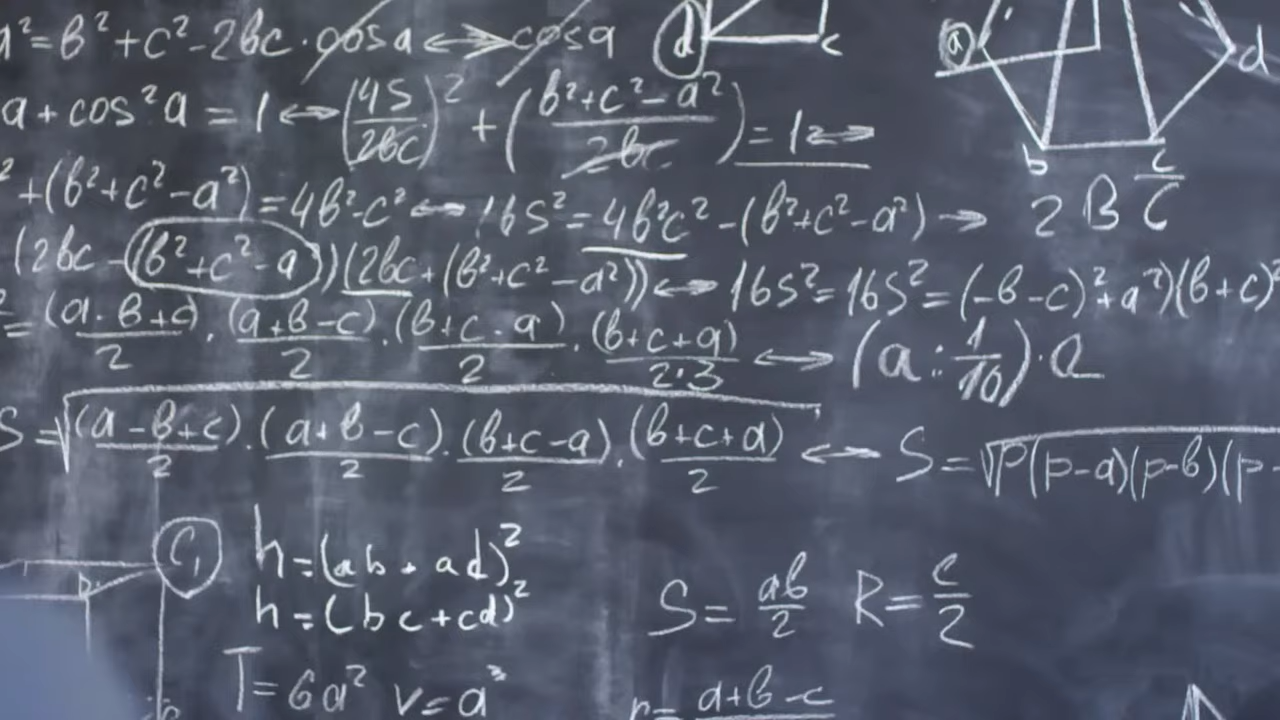 a²=b²+c²-2bc·cosa ⟷ cosa
d c
a d b c
a+cos²a=1⟷(4S/2bc)²+((b²+c²-a²)/2bc)=12⟷
²+(b²+c²-a²)=4b²-c²⟷16S²=4b²c²-(b²+c²-a²)→ 2BC
(2bc-(b²+c²-a))(2bc+(b²+c²-a²))⟷16S²=16S²=(-b-c)²+a²)(b+c)²
²=(a·b+c)/2·(a+b-c)/2·(b+c·a)/2·(b+c+a)/2·3⟷(a:1/10)·a
S=√(a-b+c)/2·(a+b-c)/2·(b+c-a)/2·(b+c+a)/2⟷S=√p(p-a)(p-b)(p-
C₁ h=(ab+ad)²
h=(bc+cd)²
S=ab/2 R=c/2
T=6a² v=a³
r=a+b-c